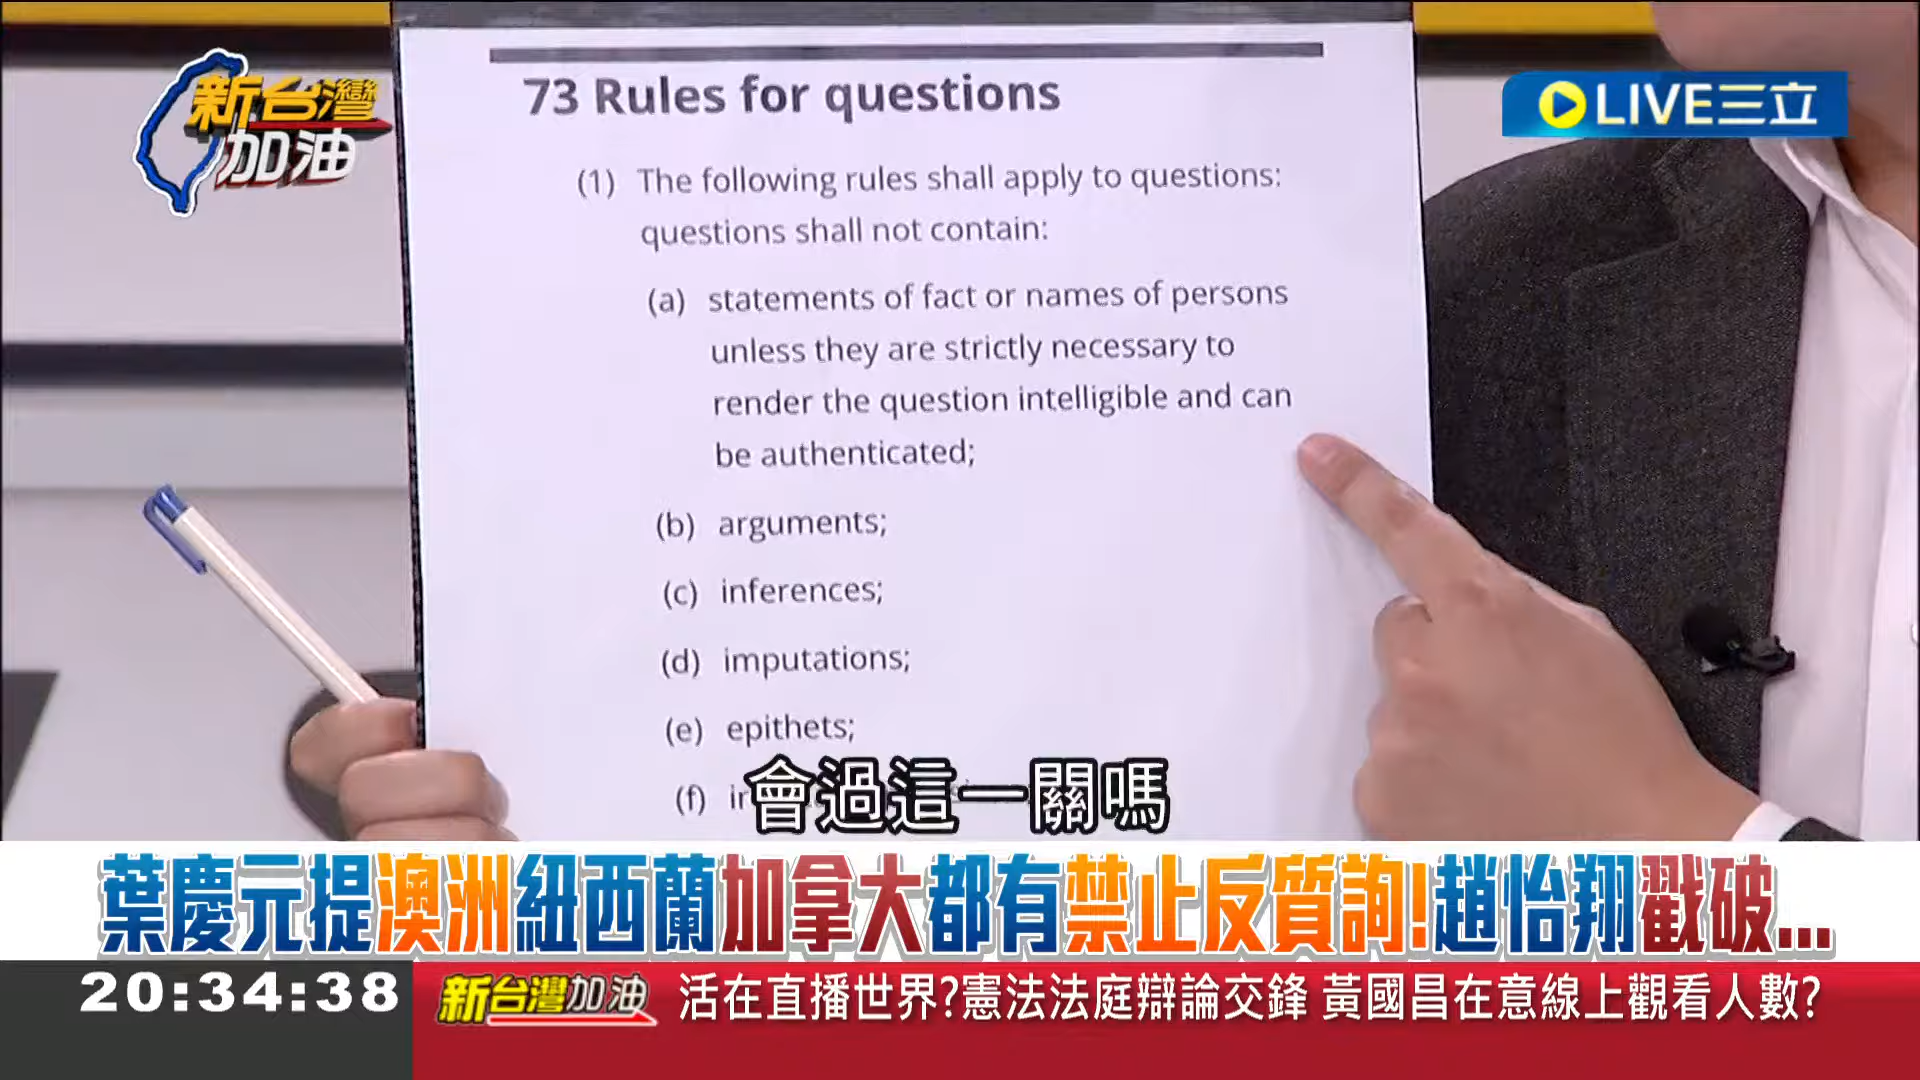 新台灣
加油
LIVE三立
73 Rules for questions
(1) The following rules shall apply to questions:
questions shall not contain:
(a) statements of fact or names of persons
unless they are strictly necessary to
render the question intelligible and can
be authenticated;
(b) arguments;
(c) inferences;
(d) imputations;
(e) epithets;
(f)
會過這一關嗎
葉慶元提澳洲紐西蘭加拿大都有禁止反質詢!趙怡翔戳破...
20:34:38
新台灣加油
活在直播世界?憲法法庭辯論交鋒 黃國昌在意線上觀看人數?